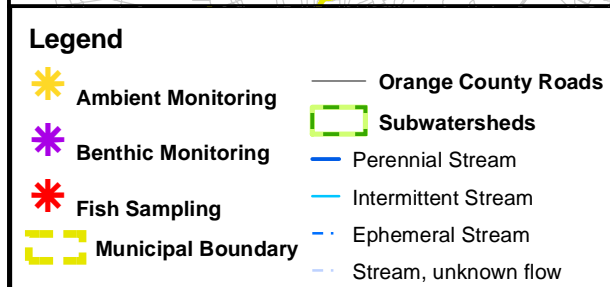 Legend
Ambient Monitoring
Benthic Monitoring
Fish Sampling
Municipal Boundary
Orange County Roads
Subwatersheds
Perennial Stream
Intermittent Stream
Ephemeral Stream
Stream, unknown flow